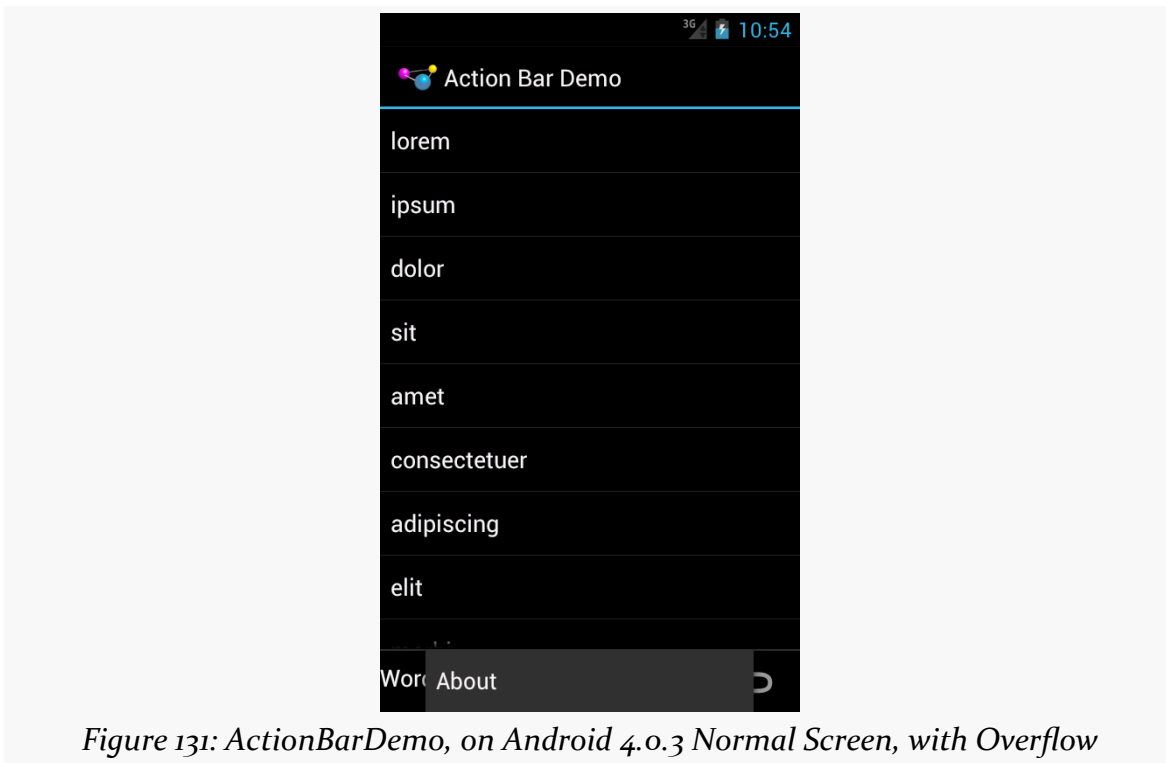 3G 10:54
Action Bar Demo
lorem
ipsum
dolor
sit
amet
consectetuer
adipiscing
elit
About
Figure 131: ActionBarDemo, on Android 4.0.3 Normal Screen, with Overflow